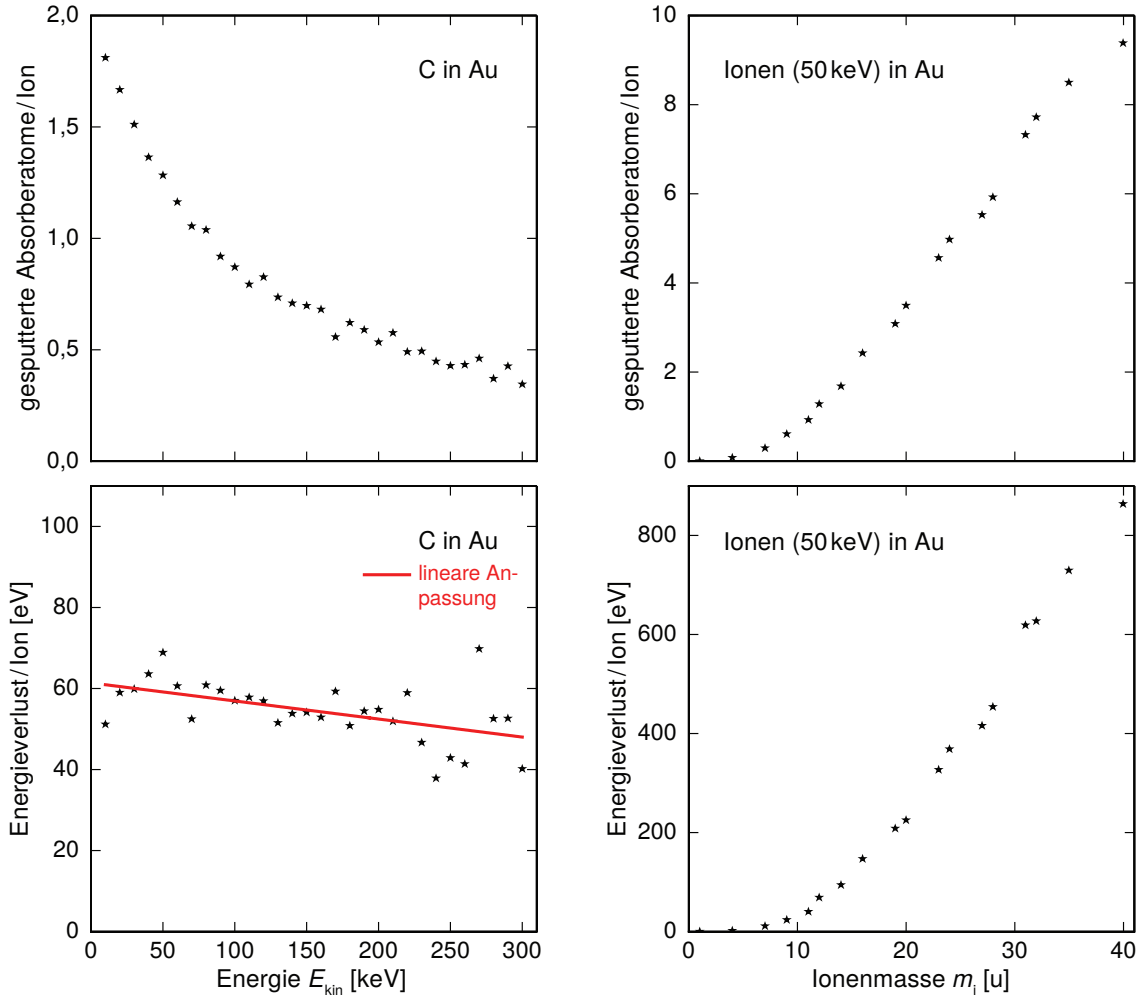 2,0
1,5
1,0
0,5
0,0
gesputterte Absorberatome/Ion
C in Au
10
8
6
4
2
0
gesputterte Absorberatome/Ion
Ionen (50 keV) in Au
100
80
60
40
20
0
Energieverlust/Ion [eV]
C in Au
lineare An-
passung
0 50 100 150 200 250 300
Energie E_kin [keV]
800
600
400
200
0
Energieverlust/Ion [eV]
Ionen (50 keV) in Au
0 10 20 30 40
Ionenmasse m_i [u]